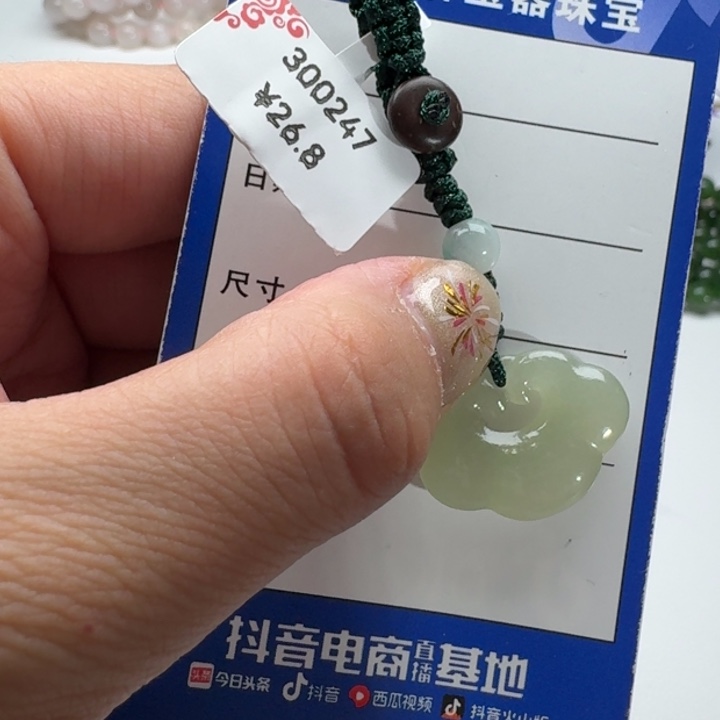 器珠宝
300247
¥26.8
日
尺寸
抖音电商直播基地
今日头条 抖音 西瓜视频 抖音火山版